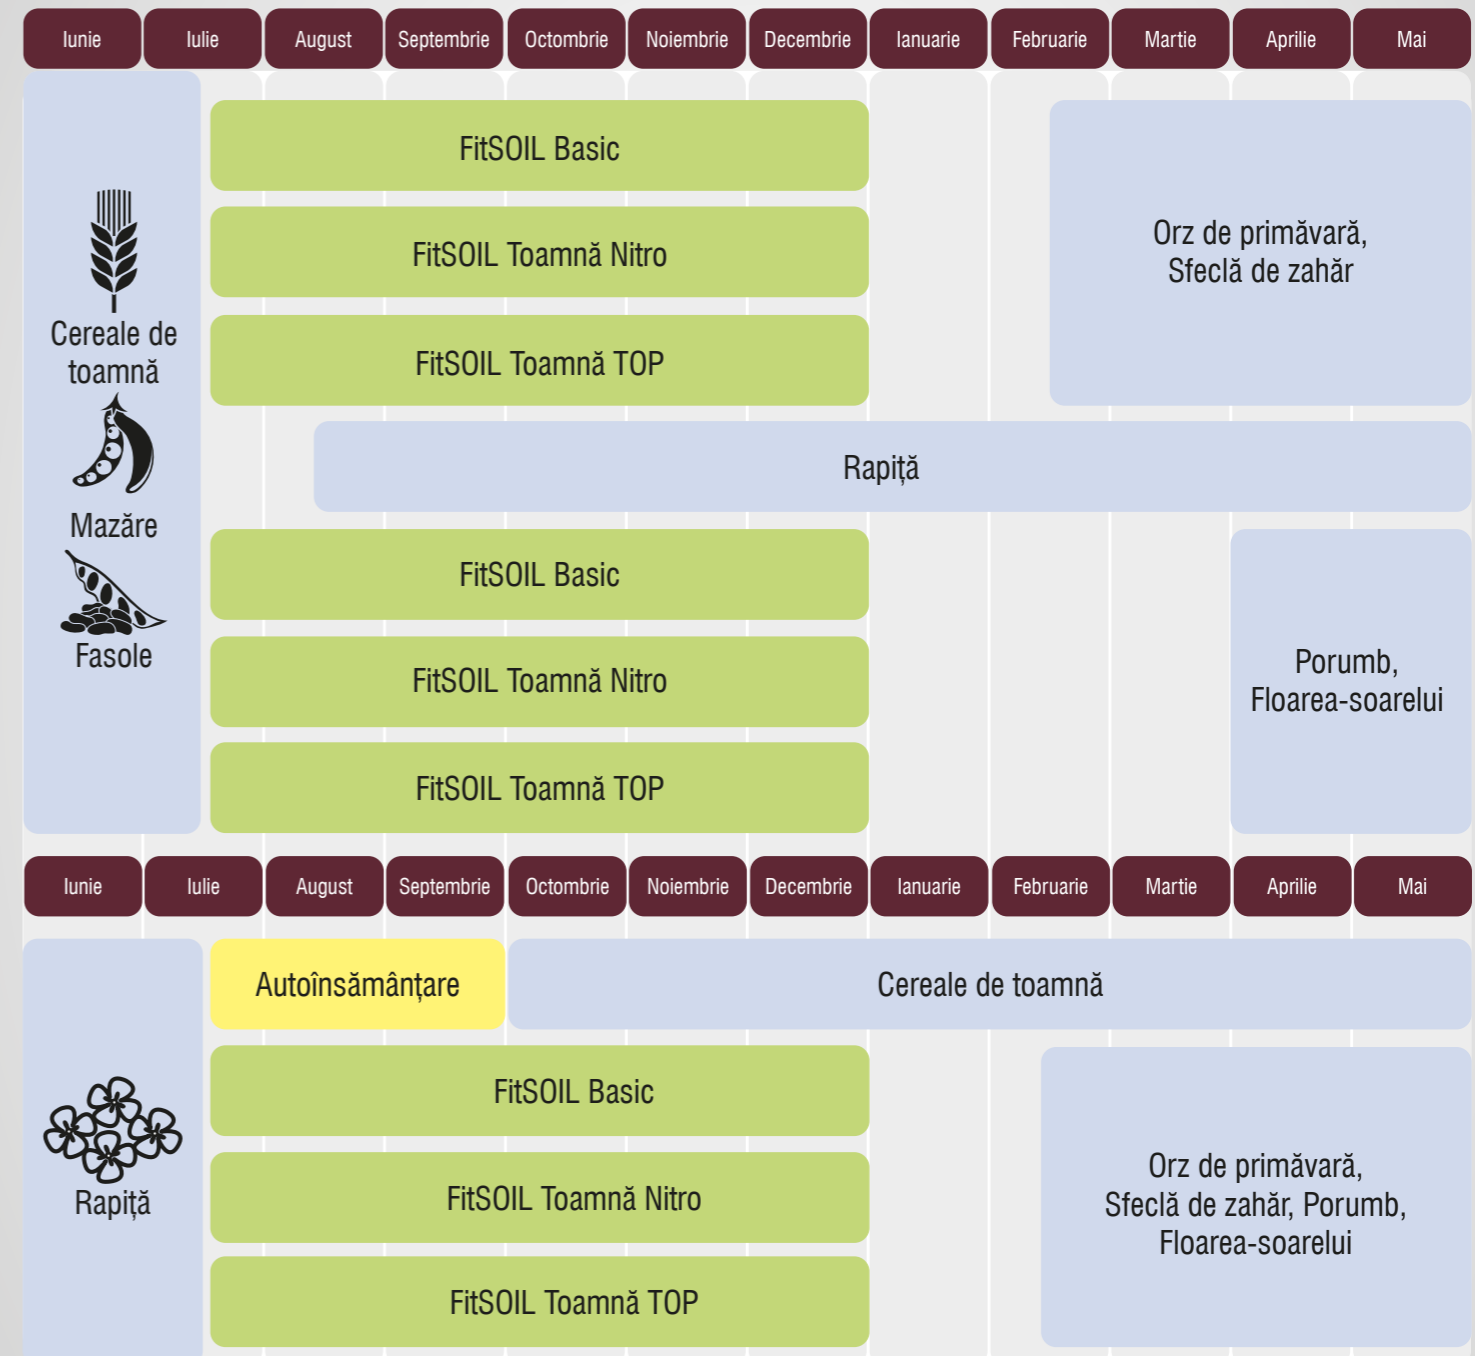 Iunie Iulie August Septembrie Octombrie Noiembrie Decembrie Ianuarie Februarie Martie Aprilie Mai
Cereale de
toamnă
Mazăre
Fasole
FitSOIL Basic
FitSOIL Toamnă Nitro
FitSOIL Toamnă TOP
Orz de primăvară,
Sfeclă de zahăr
Rapiță
FitSOIL Basic
FitSOIL Toamnă Nitro
FitSOIL Toamnă TOP
Porumb,
Floarea-soarelui
Iunie Iulie August Septembrie Octombrie Noiembrie Decembrie Ianuarie Februarie Martie Aprilie Mai
Rapiță
Autoînsămânțare
Cereale de toamnă
FitSOIL Basic
FitSOIL Toamnă Nitro
FitSOIL Toamnă TOP
Orz de primăvară,
Sfeclă de zahăr, Porumb,
Floarea-soarelui